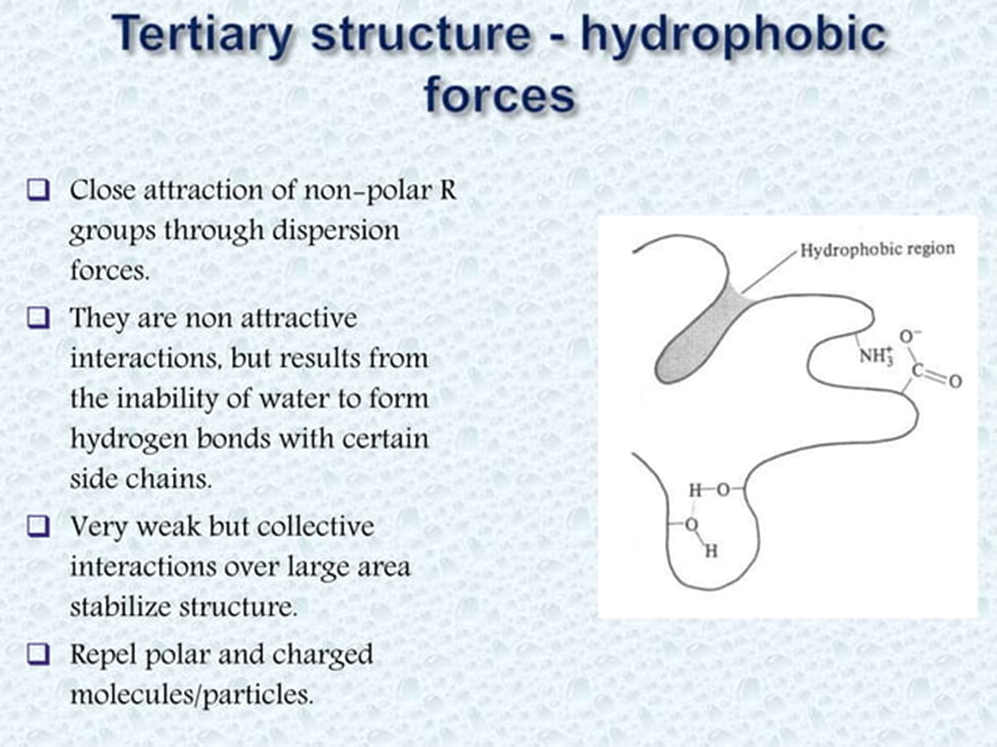 Tertiary structure - hydrophobic
forces
❑ Close attraction of non-polar R
groups through dispersion
forces.
❑ They are non attractive
interactions, but results from
the inability of water to form
hydrogen bonds with certain
side chains.
❑ Very weak but collective
interactions over large area
stabilize structure.
❑ Repel polar and charged
molecules/particles.
Hydrophobic region
O⁻
NH₃⁺
C=O
H–O–
–O
H